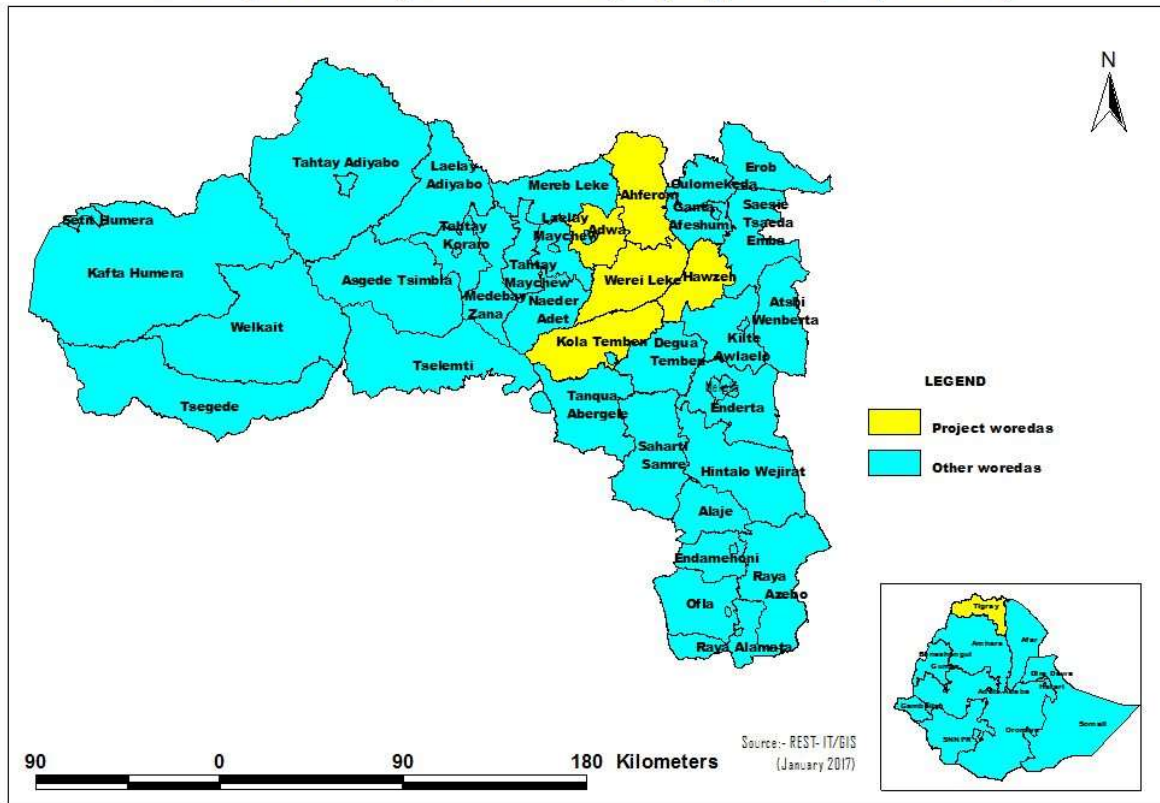 N
Erob
Tahtay Adiyabo
Laelay
Adiyabo
Mereb Leke
Ahferom
Saesie
Tsaeda
Emba
Ganta
Afeshum
Setit Humera
Laelay
Maychew
Adwa
Tahtay
Koraro
Kafta Humera
Asgede Tsimbla
Tahtay
Maychew
Werei Leke
Hawzen
Medebay
Zana
Naeder
Adet
Atsbi
Wenberta
Welkait
Kola Temben
Degua
Temben
Kilte
Awlaelo
Tselemti
LEGEND
Tsegede
Tanqua
Abergele
Enderta
Project woredas
Saharti
Samre
Other woredas
Hintalo Wejirat
Alaje
Endamehoni
Raya
Azebo
Ofla
Raya Alamata
Tigray
Amhara
Afar
Dire Dawa
Harari
Somali
SNNPR
Source:- REST- IT/GIS
(January 2017)
90 0 90 180 Kilometers